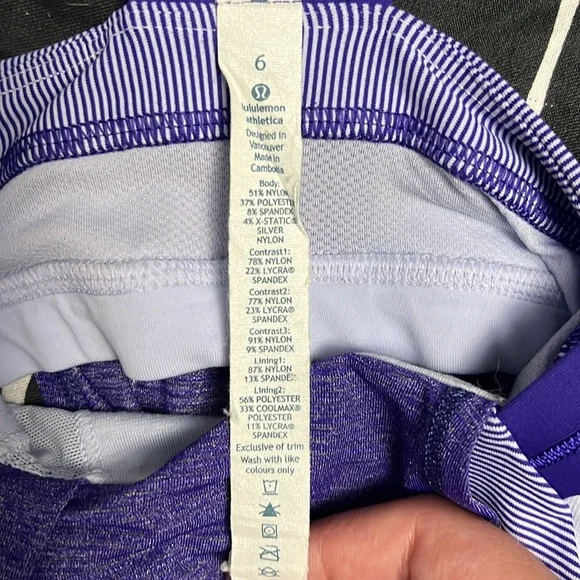 6
lululemon
athletica
Designed in
Vancouver
Made in
Cambodia
Body:
51% NYLON
37% POLYESTER
8% SPANDEX
4% X-STATIC®
SILVER
NYLON
Contrast1:
78% NYLON
22% LYCRA®
SPANDEX
Contrast2:
77% NYLON
23% LYCRA®
SPANDEX
Contrast3:
91% NYLON
9% SPANDEX
Lining1:
87% NYLON
13% SPANDEX
Lining2:
56% POLYESTER
33% COOLMAX®
POLYESTER
11% LYCRA®
SPANDEX
Exclusive of trim
Wash with like
colours only